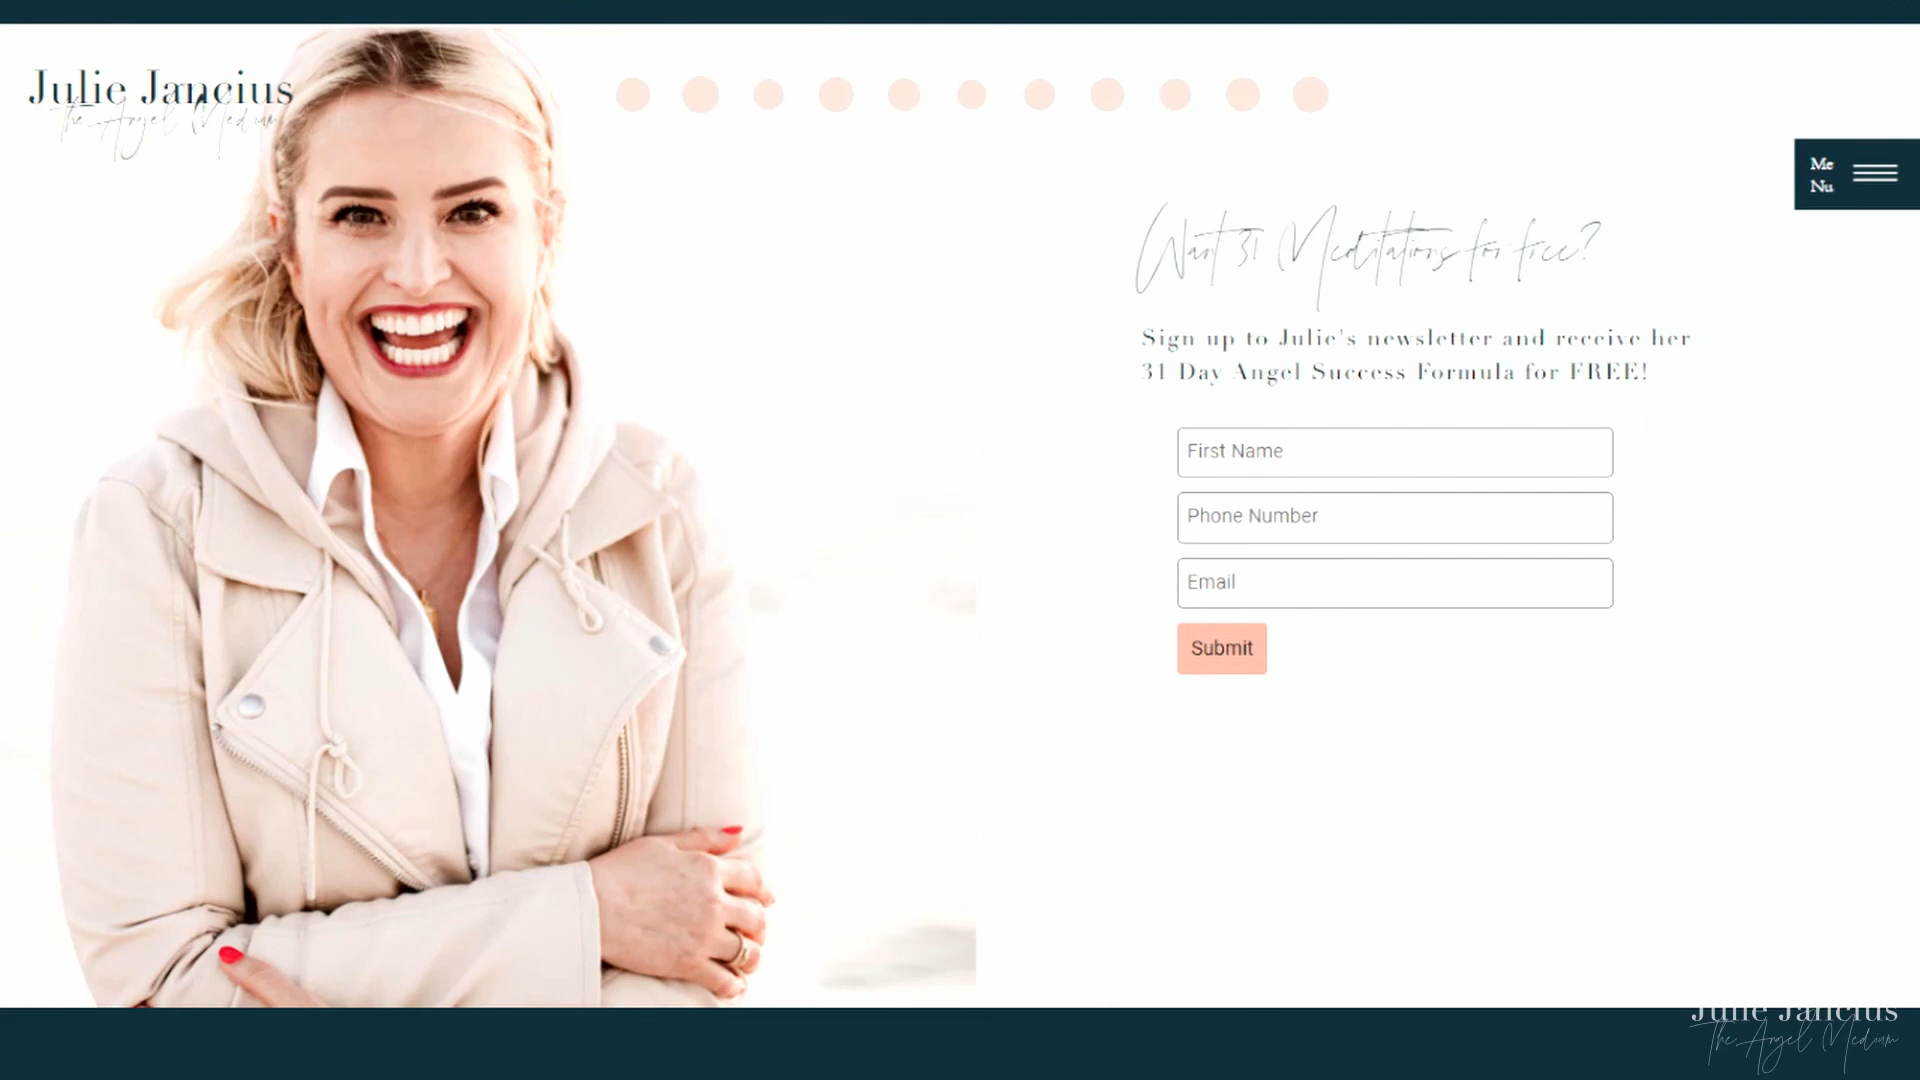 Julie Jancius
The Angel Medium
Me
Nu
Want 31 Meditations for free?
Sign up to Julie's newsletter and receive her
31 Day Angel Success Formula for FREE!
First Name
Phone Number
Email
Submit
Julie Jancius
The Angel Medium